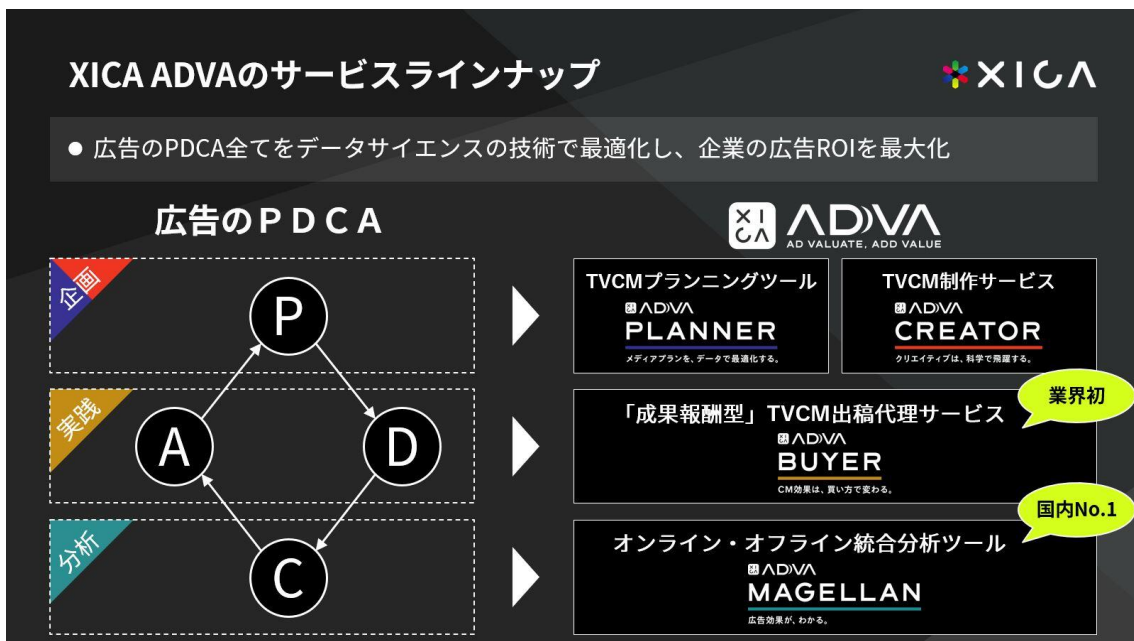 XICA ADVAのサービスラインナップ
XICA
● 広告のPDCA全てをデータサイエンスの技術で最適化し、企業の広告ROIを最大化
広告のＰＤＣＡ
XICA ADVA
AD VALUATE, ADD VALUE
企画
P
TVCMプランニングツール
XICA ADVA
PLANNER
メディアプランを、データで最適化する。
TVCM制作サービス
XICA ADVA
CREATOR
クリエイティブは、科学で飛躍する。
実践
A
D
業界初
「成果報酬型」TVCM出稿代理サービス
XICA ADVA
BUYER
CM効果は、買い方で変わる。
分析
C
国内No.1
オンライン・オフライン統合分析ツール
XICA ADVA
MAGELLAN
広告効果が、わかる。